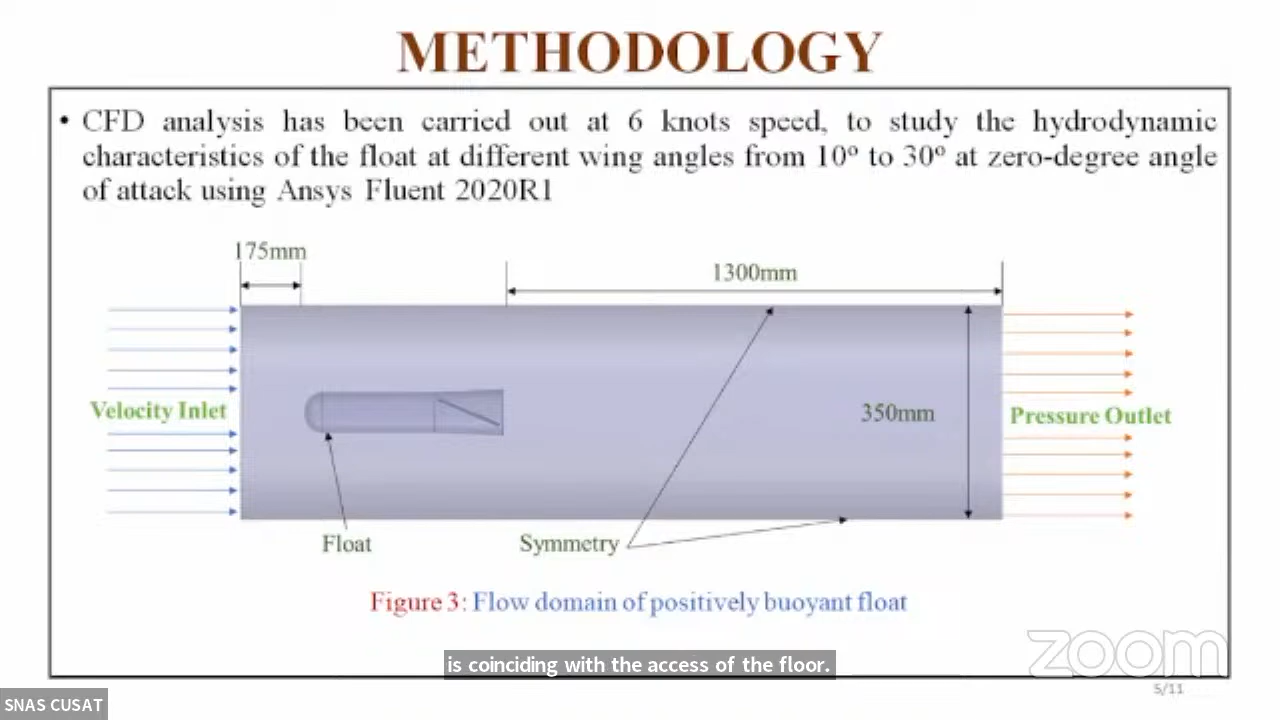 METHODOLOGY
• CFD analysis has been carried out at 6 knots speed, to study the hydrodynamic
characteristics of the float at different wing angles from 10º to 30º at zero-degree angle
of attack using Ansys Fluent 2020R1
175mm
1300mm
Velocity Inlet
350mm
Pressure Outlet
Float
Symmetry
Figure 3: Flow domain of positively buoyant float
is coinciding with the access of the floor.
zoom
5/11
SNAS CUSAT